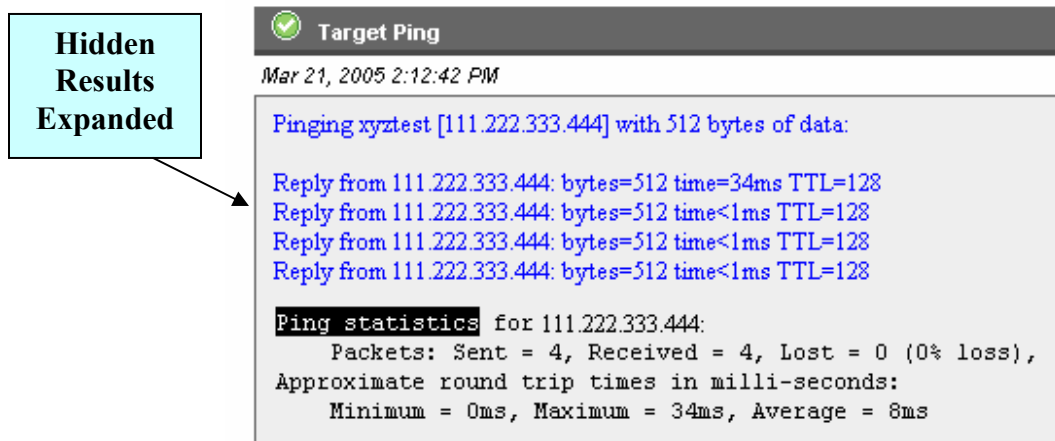 Hidden
Results
Expanded
Target Ping
Mar 21, 2005 2:12:42 PM
Pinging xyztest [111.222.333.444] with 512 bytes of data:
Reply from 111.222.333.444: bytes=512 time=34ms TTL=128
Reply from 111.222.333.444: bytes=512 time<1ms TTL=128
Reply from 111.222.333.444: bytes=512 time<1ms TTL=128
Reply from 111.222.333.444: bytes=512 time<1ms TTL=128
Ping statistics for 111.222.333.444:
Packets: Sent = 4, Received = 4, Lost = 0 (0% loss),
Approximate round trip times in milli-seconds:
Minimum = 0ms, Maximum = 34ms, Average = 8ms